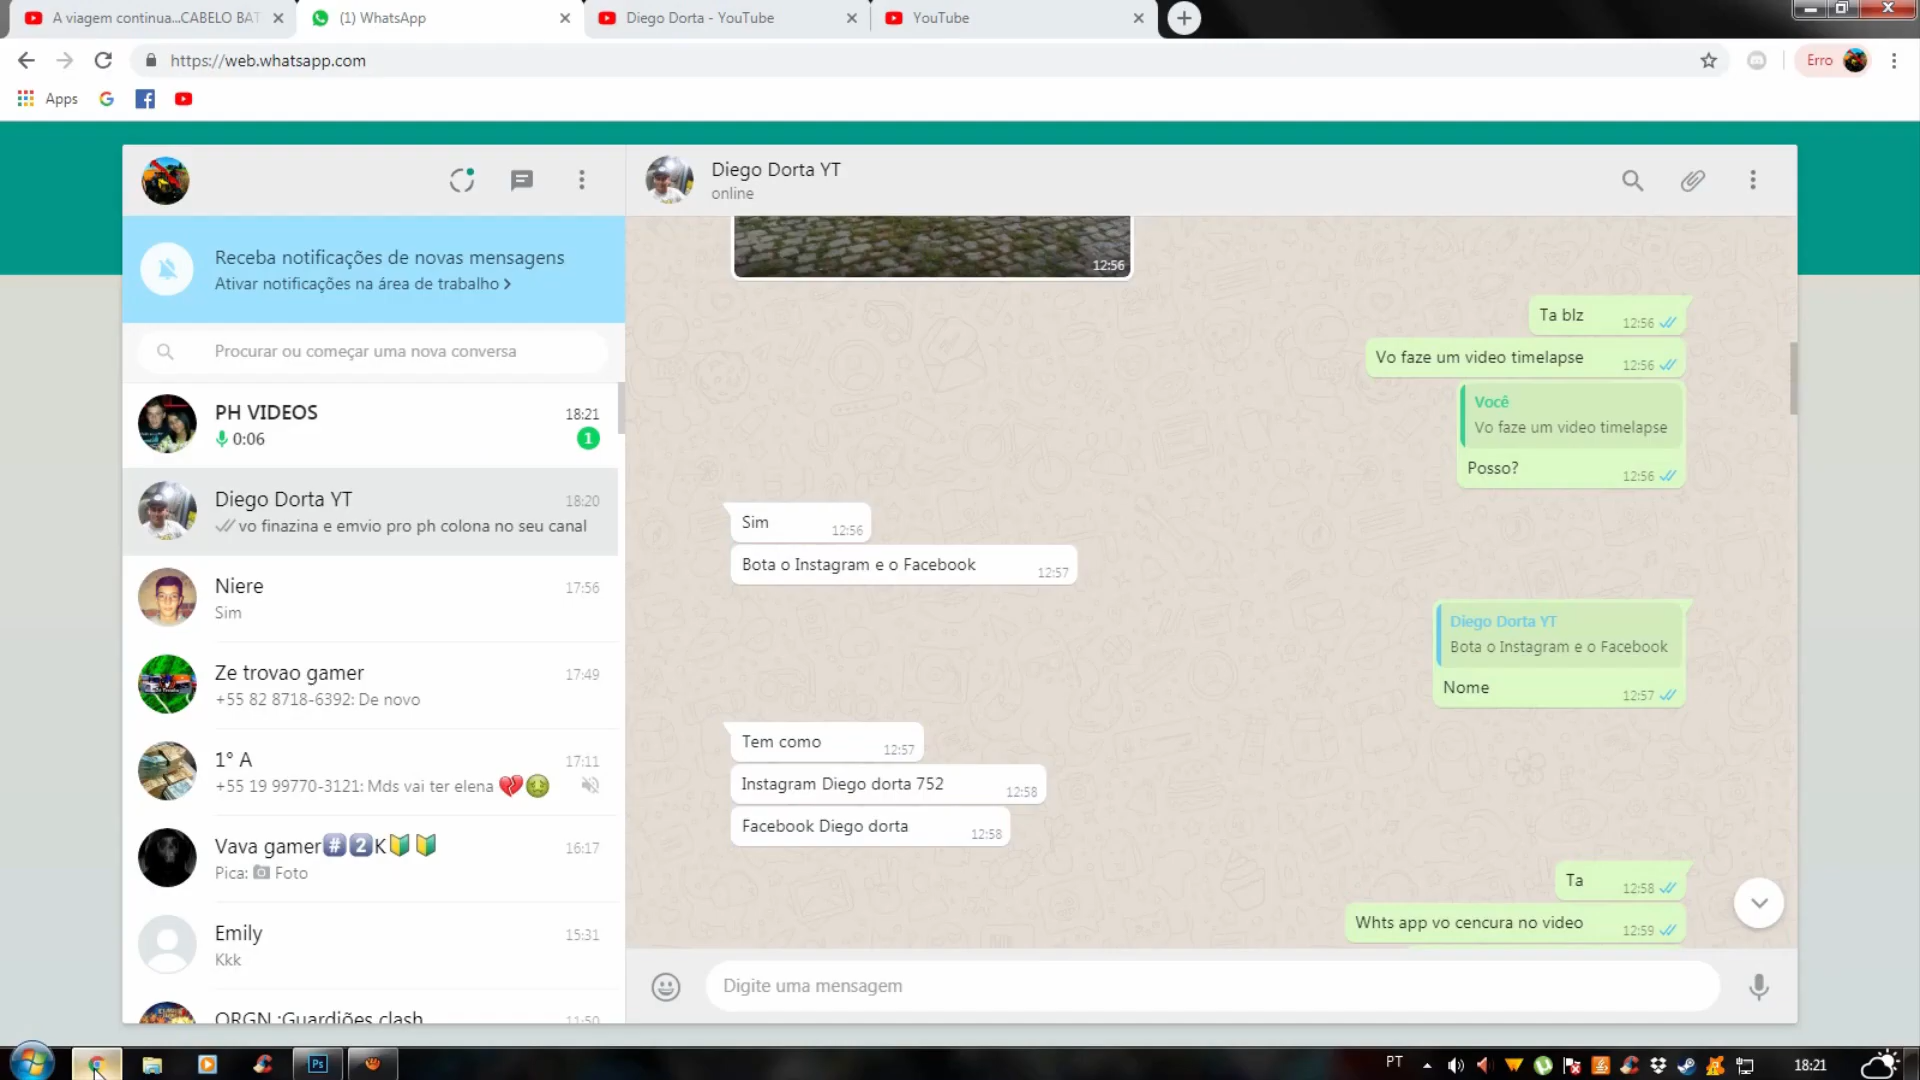 A viagem continua...CABELO BAT
(1) WhatsApp
Diego Dorta - YouTube
YouTube
https://web.whatsapp.com
Erro
Apps
Receba notificações de novas mensagens
Ativar notificações na área de trabalho >
Procurar ou começar uma nova conversa
PH VIDEOS
18:21
0:06
1
Diego Dorta YT
18:20
vo finazina e emvio pro ph colona no seu canal
Niere
17:56
Sim
Ze trovao gamer
17:49
+55 82 8718-6392: De novo
1° A
17:11
+55 19 99770-3121: Mds vai ter elena 💔🤢
Vava gamer#️⃣2️⃣K🔰🔰
16:17
Pica: 📷 Foto
Emily
15:31
Kkk
ORGN :Guardiões clash
11:50
Diego Dorta YT
online
12:56
Ta blz
12:56
Vo faze um video timelapse
12:56
Você
Vo faze um video timelapse
Posso?
12:56
Sim
12:56
Bota o Instagram e o Facebook
12:57
Diego Dorta YT
Bota o Instagram e o Facebook
Nome
12:57
Tem como
12:57
Instagram Diego dorta 752
12:58
Facebook Diego dorta
12:58
Ta
12:58
Whts app vo cencura no video
12:59
Digite uma mensagem
Ps
PT
18:21